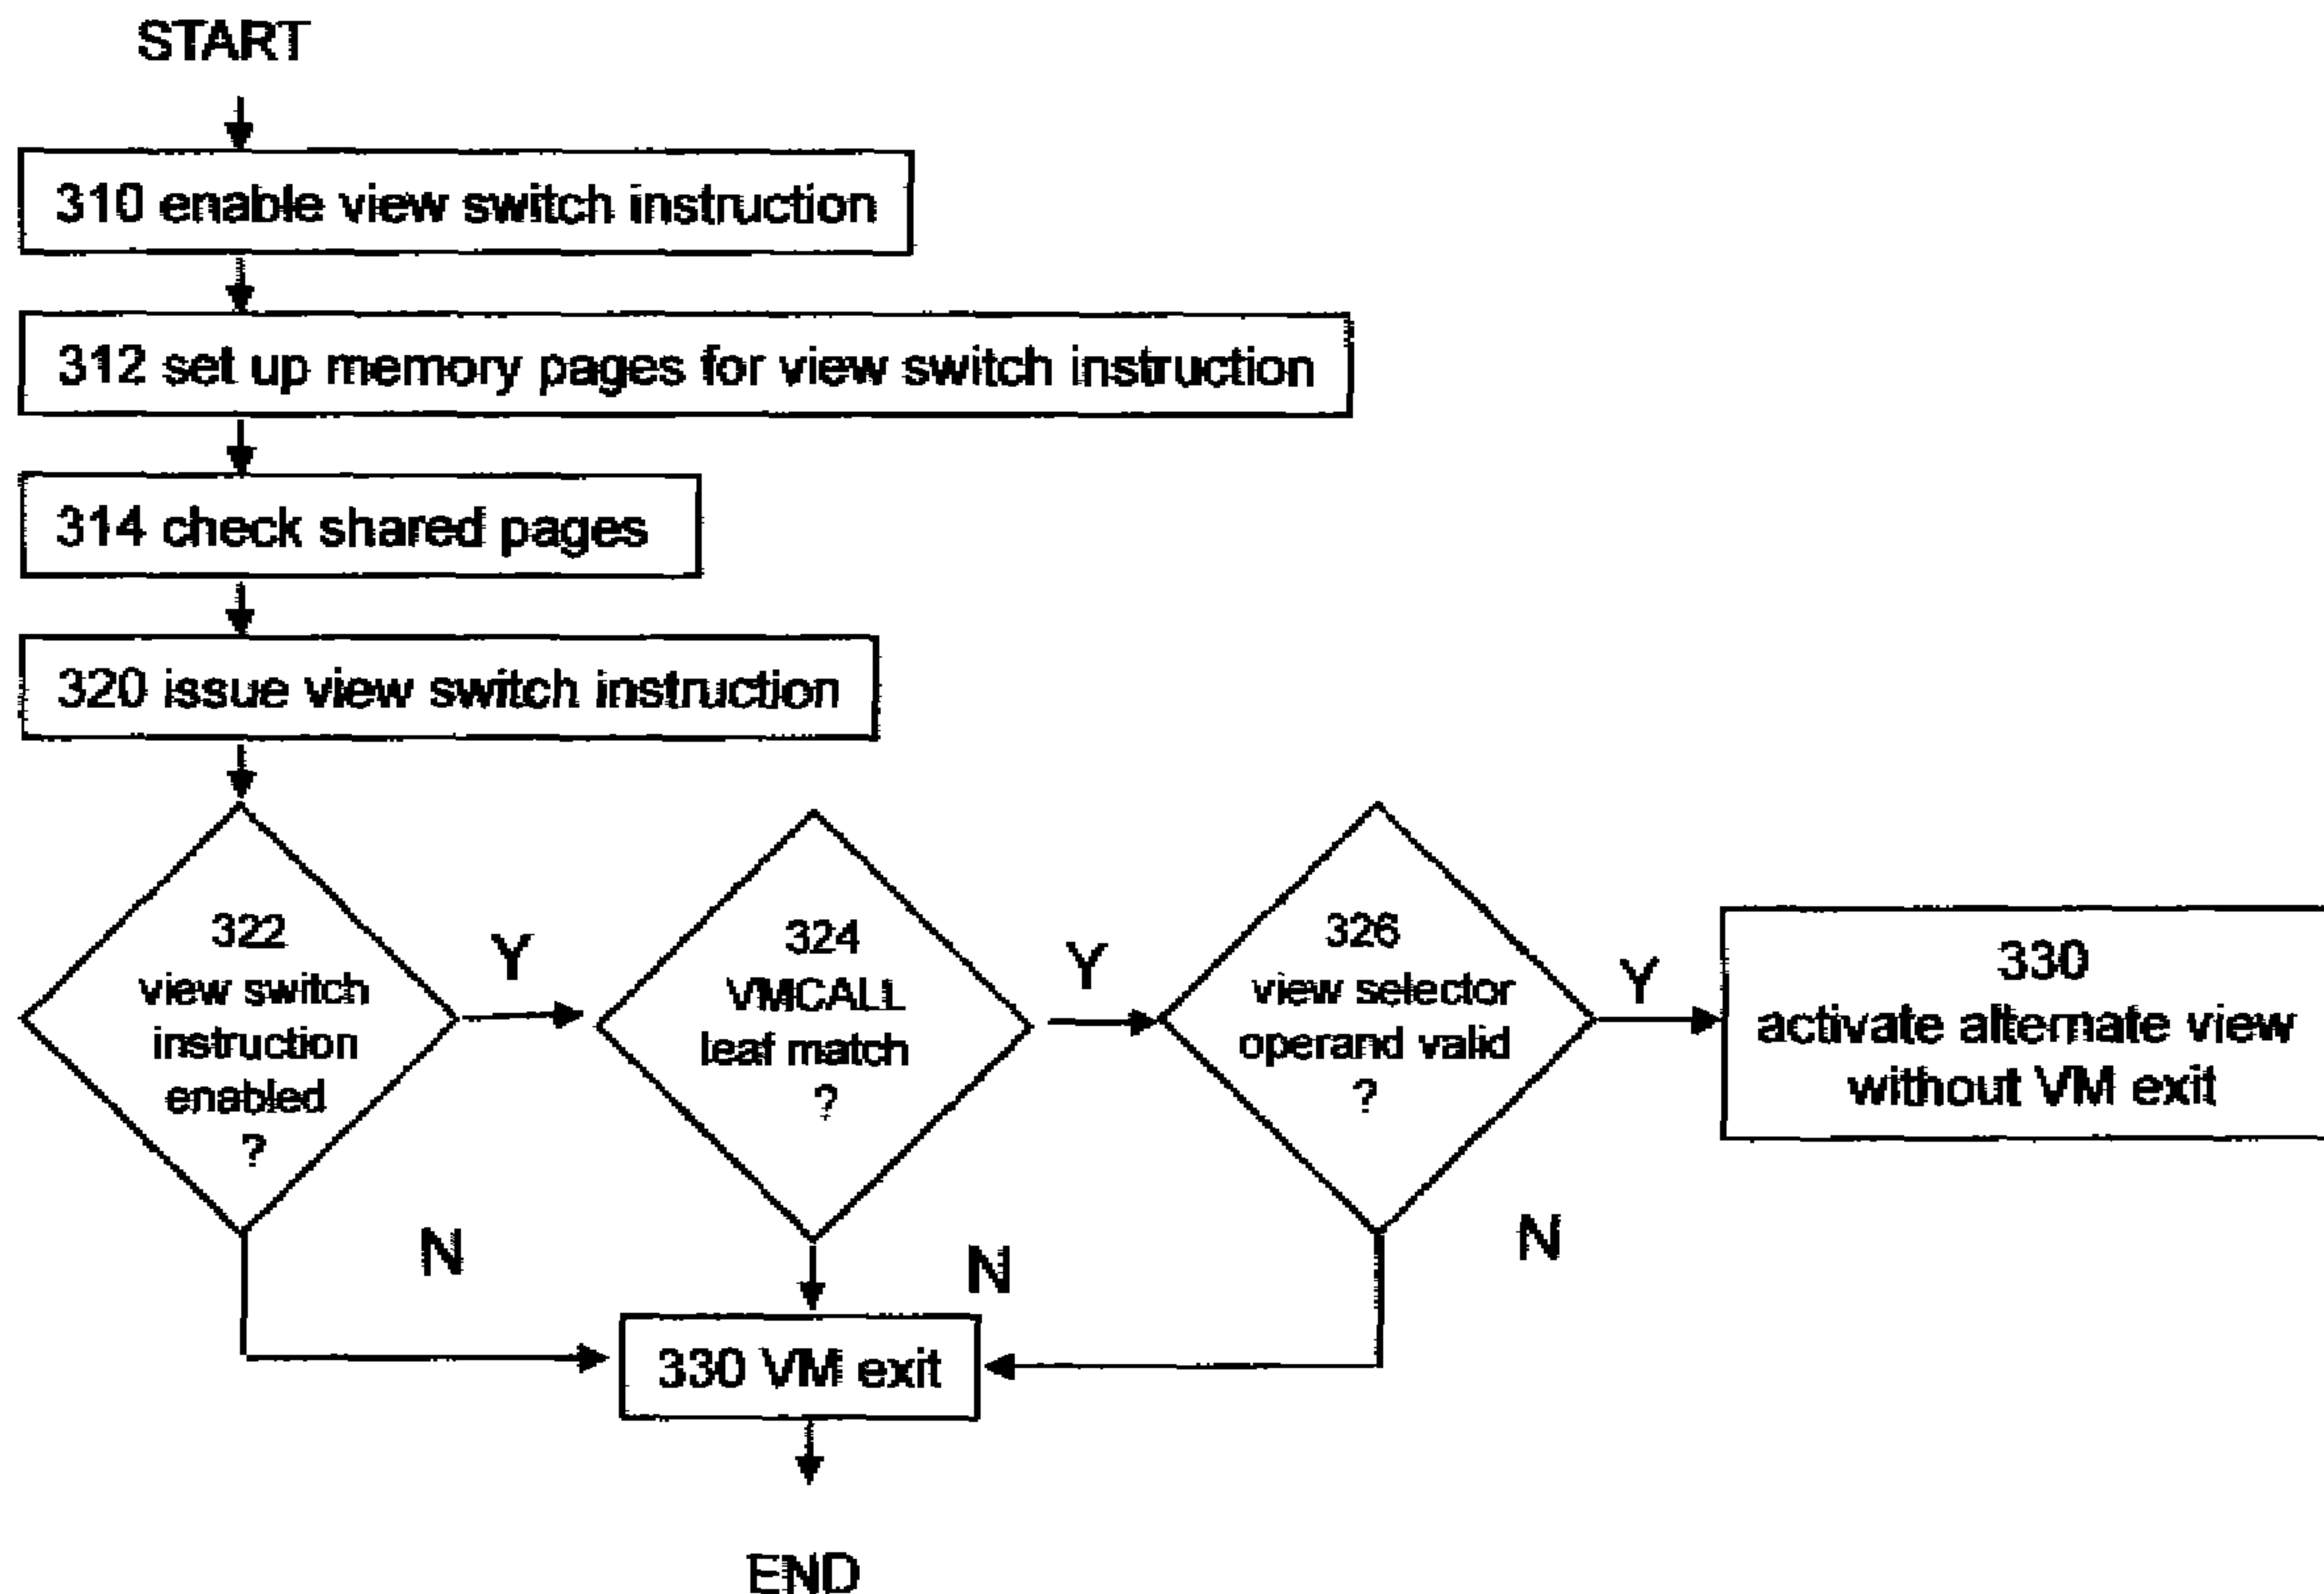 START
310 enable view switch instruction
312 set up memory pages for view switch instruction
314 check shared pages
320 issue view switch instruction
322
view switch
instruction
enabled
?
Y
N
324
VMCALL
leaf match
?
Y
N
326
view selector
operand valid
?
Y
N
330
activate alternate view
without VM exit
330 VM exit
END